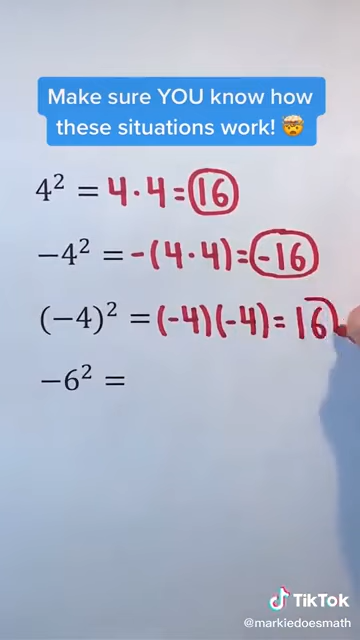 Make sure YOU know how
these situations work! 🤯
4² = 4 · 4 = 16
−4² = −(4 · 4) = −16
(−4)² = (−4)(−4) = 16
−6² =
TikTok
@markiedoesmath